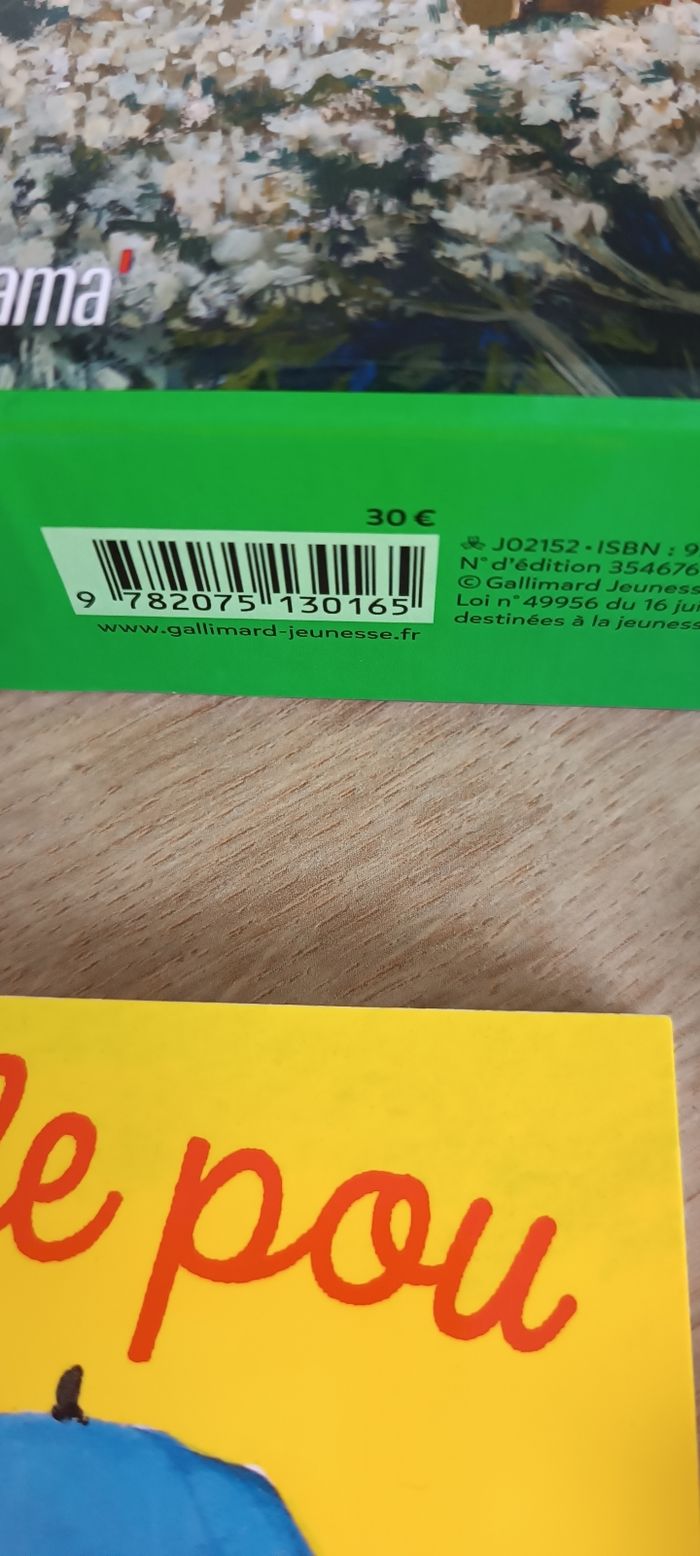 ama'
30 €
9 782075 130165
www.gallimard-jeunesse.fr
J02152 • ISBN : 9
N° d'édition 354676
© Gallimard Jeuness
Loi n° 49956 du 16 jui
destinées à la jeuness
le pou